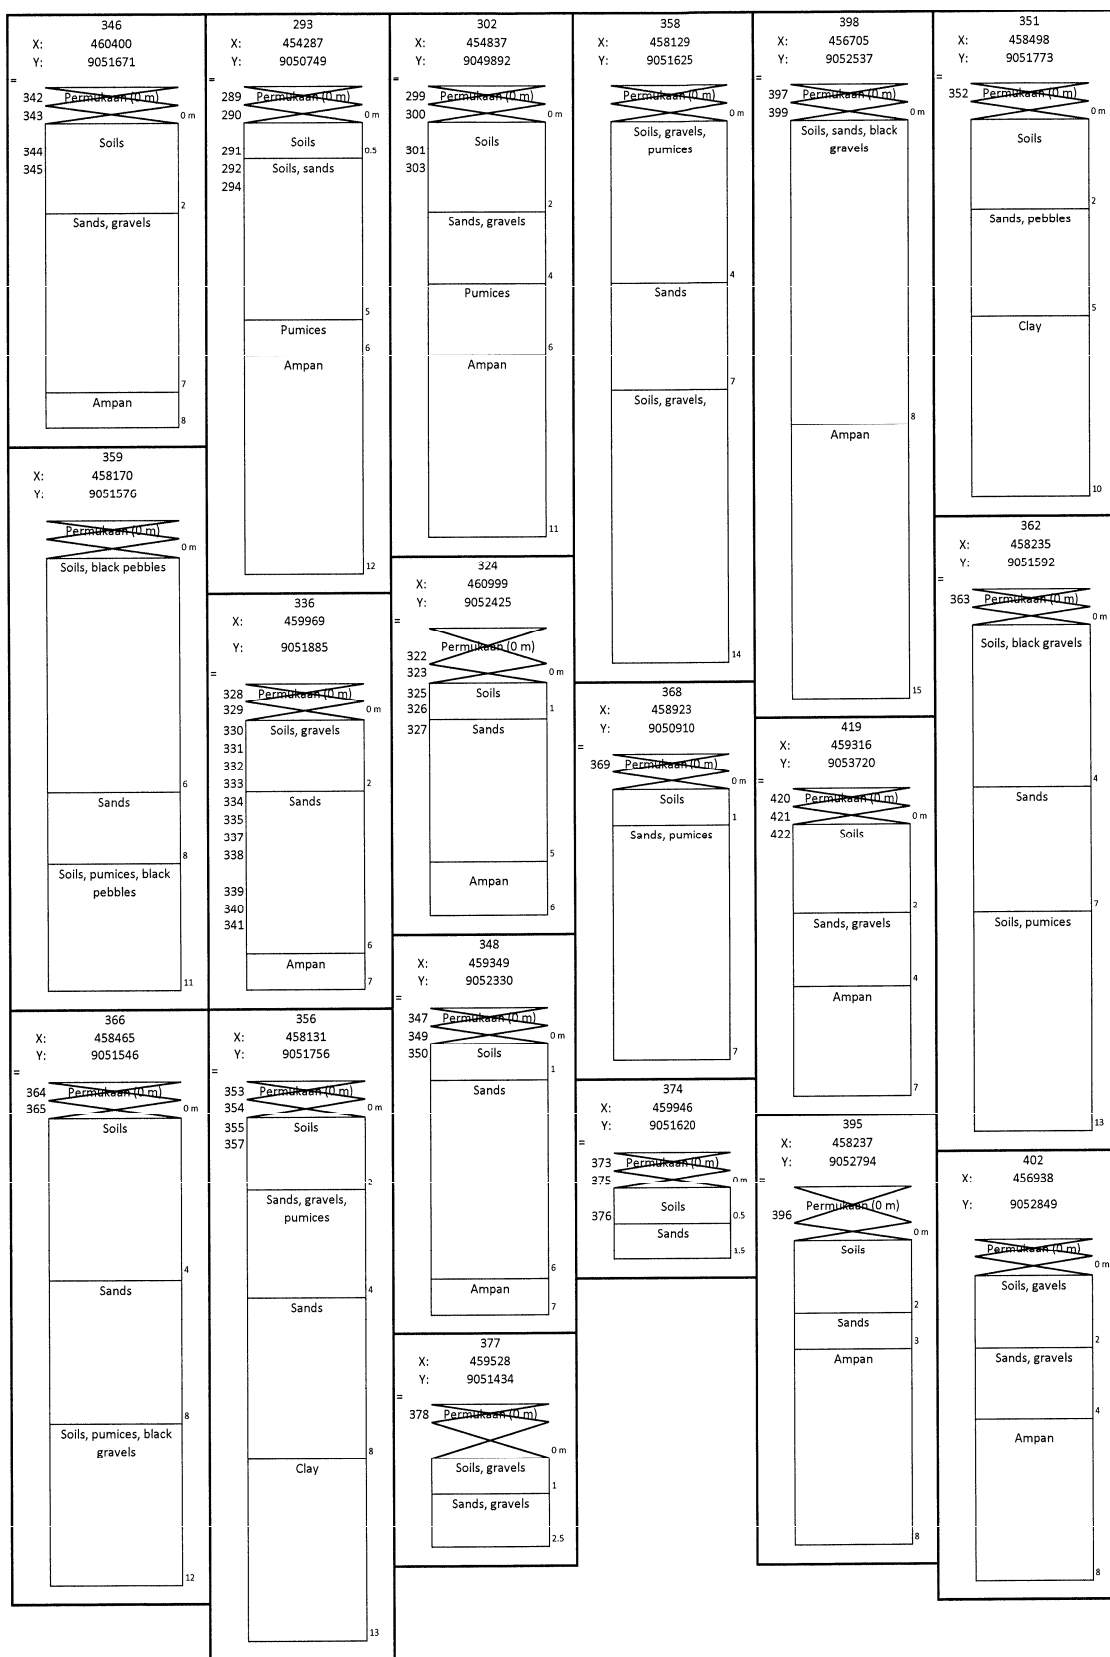 346
X: 460400
Y: 9051671
=
342 Permukaan (0 m)
343 0 m
Soils
344
345
2
Sands, gravels
7
Ampan
8
359
X: 458170
Y: 9051576
Permukaan (0 m)
0 m
Soils, black pebbles
6
Sands
8
Soils, pumices, black
pebbles
11
366
X: 458465
Y: 9051546
=
364 Permukaan (0 m)
365 0 m
Soils
4
Sands
8
Soils, pumices, black
gravels
12
293
X: 454287
Y: 9050749
=
289 Permukaan (0 m)
290 0 m
Soils
291 0.5
292 Soils, sands
294
5
Pumices
6
Ampan
12
336
X: 459969
Y: 9051885
=
328 Permukaan (0 m)
329 0 m
330 Soils, gravels
331
332
333 2
334 Sands
335
337
338
339
340
341
6
Ampan
7
356
X: 458131
Y: 9051756
=
353 Permukaan (0 m)
354 0 m
355 Soils
357
2
Sands, gravels,
pumices
4
Sands
8
Clay
13
302
X: 454837
Y: 9049892
=
299 Permukaan (0 m)
300 0 m
Soils
301
303
2
Sands, gravels
4
Pumices
6
Ampan
11
324
X: 460999
Y: 9052425
=
Permukaan (0 m)
322
323 0 m
325 Soils
326 1
327 Sands
5
Ampan
6
348
X: 459349
Y: 9052330
=
347 Permukaan (0 m)
349 0 m
350 Soils
1
Sands
6
Ampan
7
377
X: 459528
Y: 9051434
=
378 Permukaan (0 m)
0 m
Soils, gravels
1
Sands, gravels
2.5
358
X: 458129
Y: 9051625
Permukaan (0 m)
0 m
Soils, gravels,
pumices
4
Sands
7
Soils, gravels,
14
368
X: 458923
Y: 9050910
=
369 Permukaan (0 m)
0 m
Soils
1
Sands, pumices
7
374
X: 459946
Y: 9051620
=
373 Permukaan (0 m)
375 0 m
Soils
376 0.5
Sands
1.5
398
X: 456705
Y: 9052537
=
397 Permukaan (0 m)
399 0 m
Soils, sands, black
gravels
8
Ampan
15
419
X: 459316
Y: 9053720
=
420 Permukaan (0 m)
421 0 m
422 Soils
2
Sands, gravels
4
Ampan
7
395
X: 458237
Y: 9052794
=
396 Permukaan (0 m)
0 m
Soils
2
Sands
3
Ampan
8
351
X: 458498
Y: 9051773
=
352 Permukaan (0 m)
0 m
Soils
2
Sands, pebbles
5
Clay
10
362
X: 458235
Y: 9051592
=
363 Permukaan (0 m)
0 m
Soils, black gravels
4
Sands
7
Soils, pumices
13
402
X: 456938
Y: 9052849
Permukaan (0 m)
0 m
Soils, gavels
2
Sands, gravels
4
Ampan
8